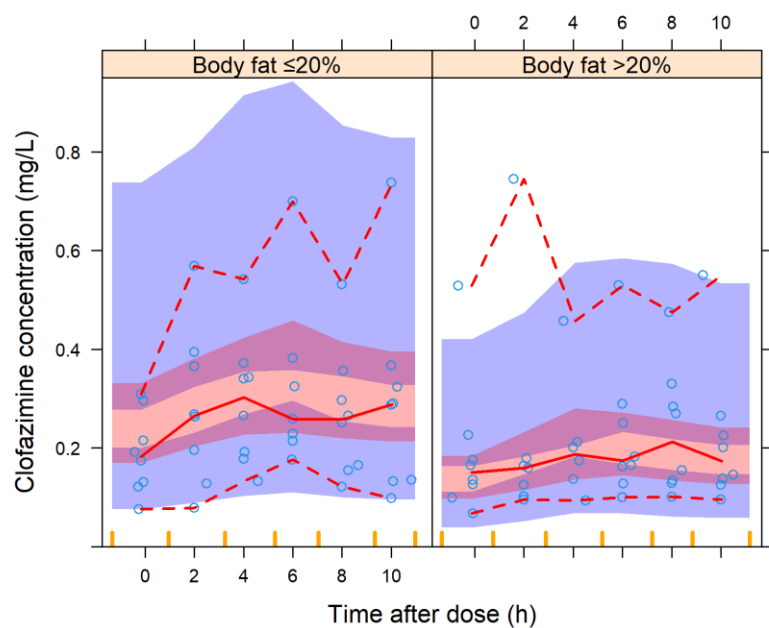 0 2 4 6 8 10
Body fat ≤20% Body fat >20%
Clofazimine concentration (mg/L)
0.8
0.6
0.4
0.2
0 2 4 6 8 10
Time after dose (h)